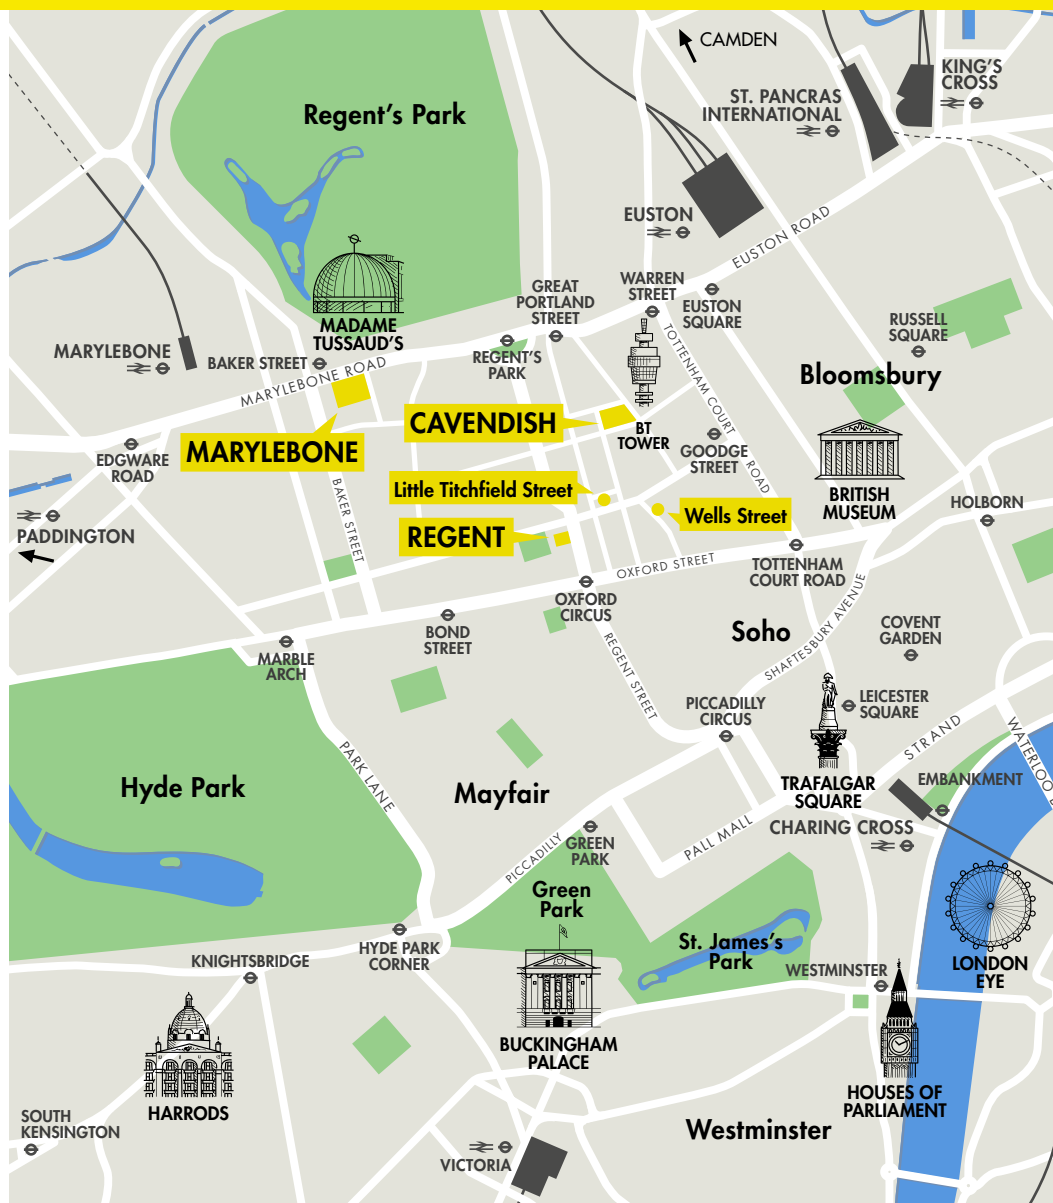 CAMDEN
KING'S
CROSS
ST. PANCRAS
INTERNATIONAL
Regent's Park
EUSTON
EUSTON ROAD
WARREN
STREET
EUSTON
SQUARE
GREAT
PORTLAND
STREET
RUSSELL
SQUARE
MADAME
TUSSAUD'S
MARYLEBONE
BAKER STREET
REGENT'S
PARK
MARYLEBONE ROAD
TOTTENHAM COURT ROAD
Bloomsbury
CAVENDISH
BT
TOWER
MARYLEBONE
EDGWARE
ROAD
GOODGE
STREET
BAKER STREET
Little Titchfield Street
Wells Street
BRITISH
MUSEUM
HOLBORN
PADDINGTON
REGENT
OXFORD STREET
TOTTENHAM
COURT ROAD
OXFORD
CIRCUS
BOND
STREET
MARBLE
ARCH
Soho
SHAFTESBURY AVENUE
COVENT
GARDEN
REGENT STREET
PICCADILLY
CIRCUS
LEICESTER
SQUARE
STRAND
WATERLOO
PARK LANE
Hyde Park
Mayfair
TRAFALGAR
SQUARE
EMBANKMENT
PALL MALL
CHARING CROSS
PICCADILLY
GREEN
PARK
Green
Park
St. James's
Park
HYDE PARK
CORNER
KNIGHTSBRIDGE
WESTMINSTER
LONDON
EYE
BUCKINGHAM
PALACE
HARRODS
HOUSES OF
PARLIAMENT
SOUTH
KENSINGTON
Westminster
VICTORIA